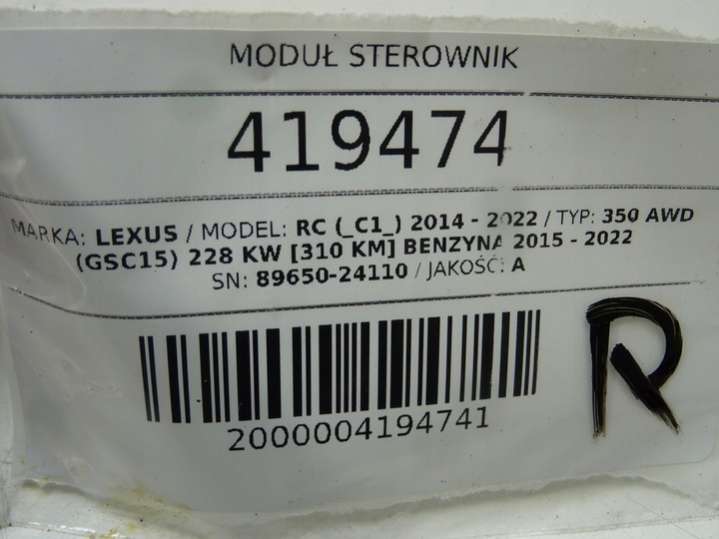 MODUŁ STEROWNIK
419474
MARKA: LEXUS / MODEL: RC (_C1_) 2014 - 2022 / TYP: 350 AWD
(GSC15) 228 KW [310 KM] BENZYNA 2015 - 2022
SN: 89650-24110 / JAKOŚĆ: A
2000004194741
R